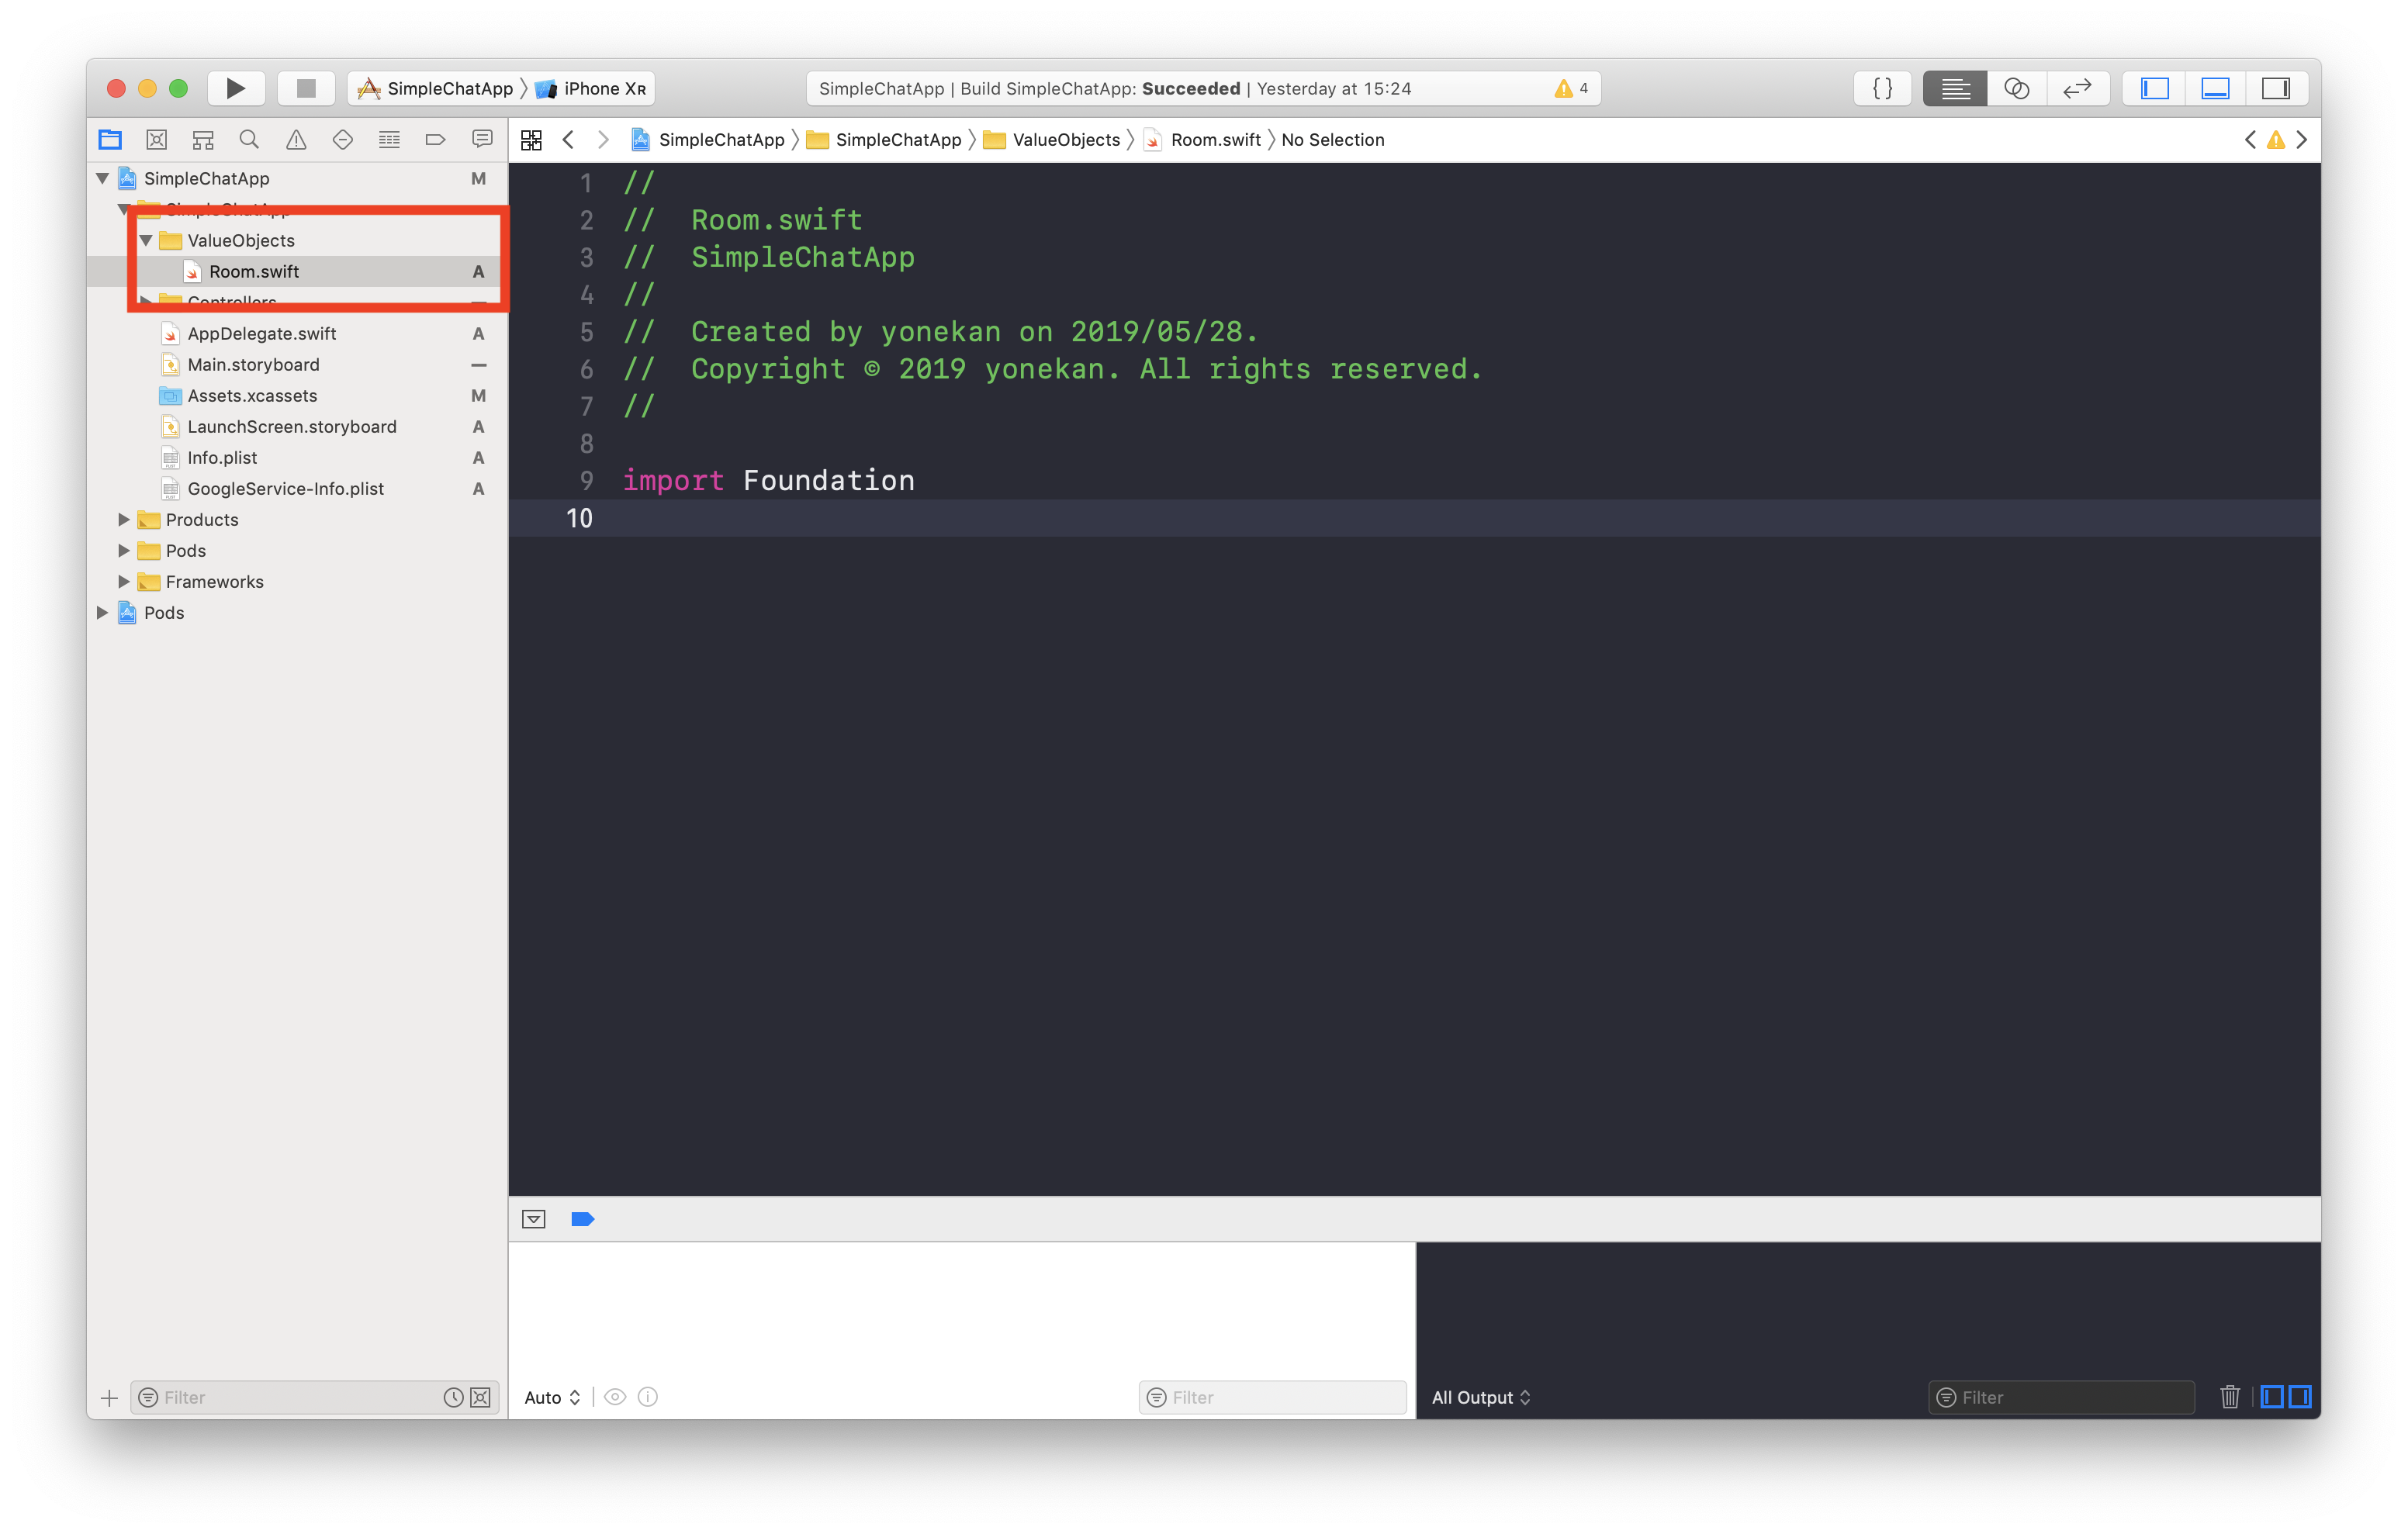 SimpleChatApp 〉 iPhone XR
SimpleChatApp | Build SimpleChatApp: Succeeded | Yesterday at 15:24
4
{ }
SimpleChatApp 〉 SimpleChatApp 〉 ValueObjects 〉 Room.swift 〉 No Selection
SimpleChatApp M
SimpleChatApp
ValueObjects
Room.swift A
Controllers
AppDelegate.swift A
Main.storyboard
Assets.xcassets M
LaunchScreen.storyboard A
Info.plist A
GoogleService-Info.plist A
Products
Pods
Frameworks
Pods
Filter
1 //
2 //  Room.swift
3 //  SimpleChatApp
4 //
5 //  Created by yonekan on 2019/05/28.
6 //  Copyright © 2019 yonekan. All rights reserved.
7 //
8
9 import Foundation
10
Auto
Filter
All Output
Filter